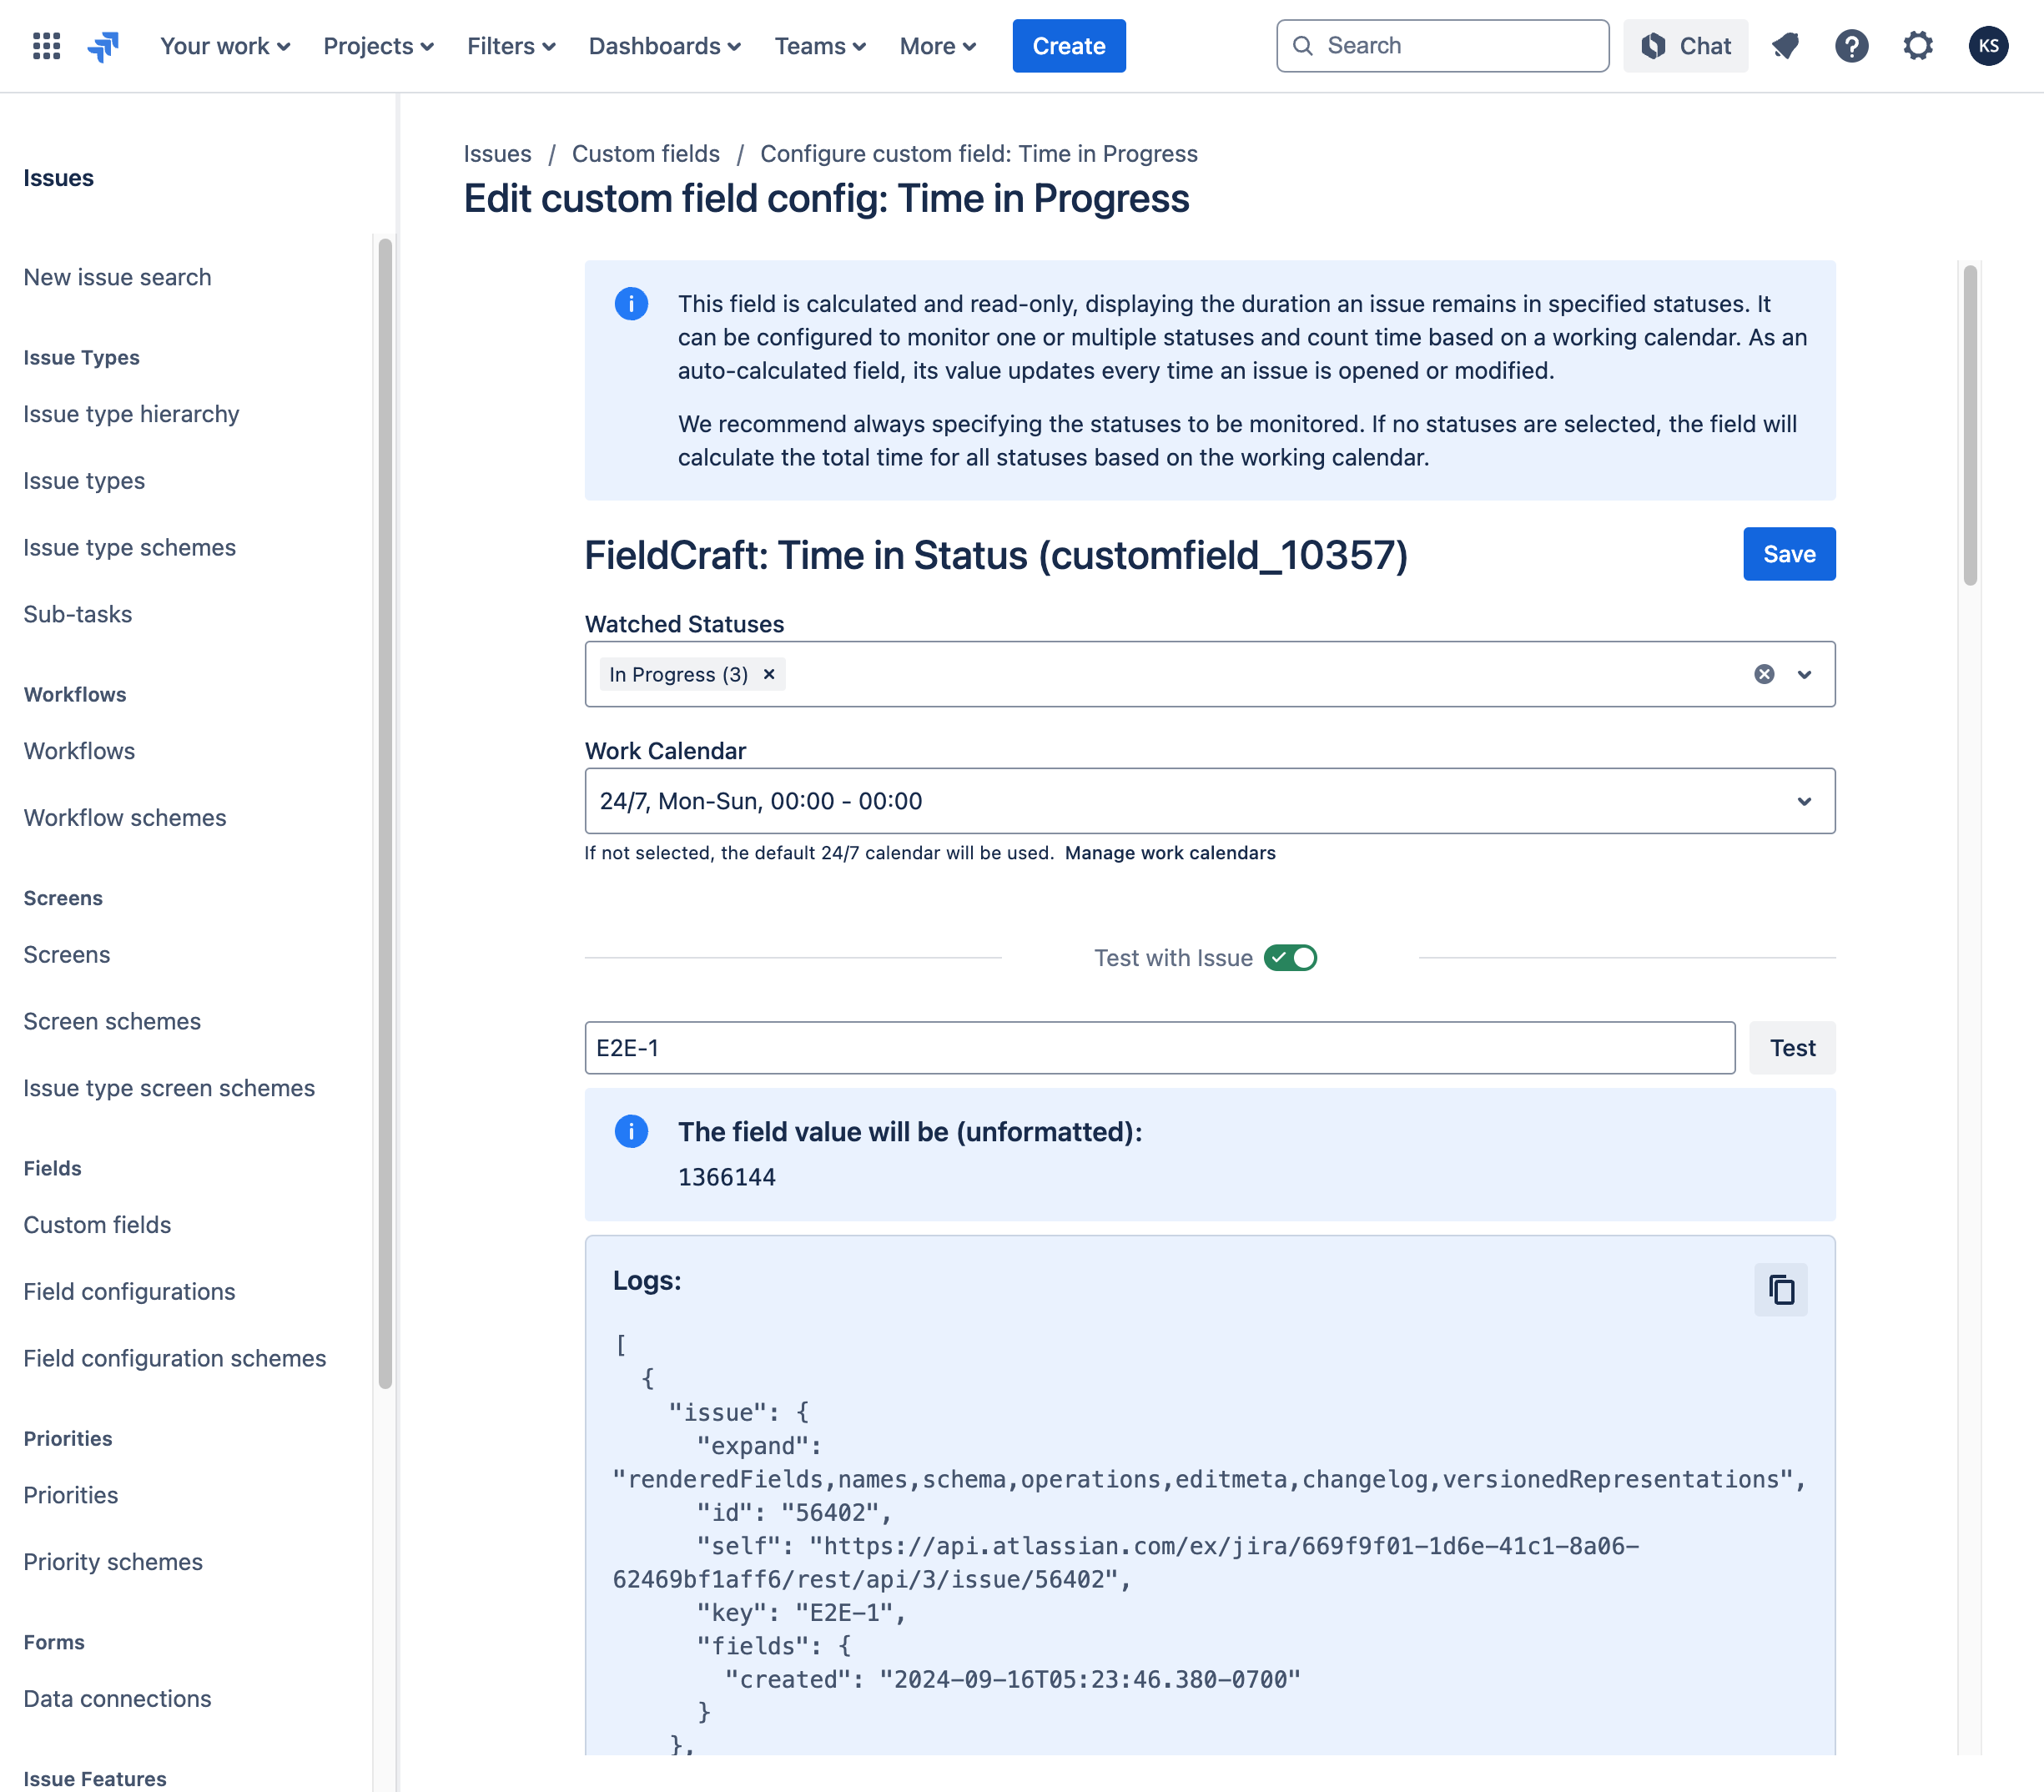 Your work Projects Filters Dashboards Teams More Create Search Chat KS
Issues
New issue search
Issue Types
Issue type hierarchy
Issue types
Issue type schemes
Sub-tasks
Workflows
Workflows
Workflow schemes
Screens
Screens
Screen schemes
Issue type screen schemes
Fields
Custom fields
Field configurations
Field configuration schemes
Priorities
Priorities
Priority schemes
Forms
Data connections
Issue Features
Issues / Custom fields / Configure custom field: Time in Progress
Edit custom field config: Time in Progress
This field is calculated and read-only, displaying the duration an issue remains in specified statuses. It
can be configured to monitor one or multiple statuses and count time based on a working calendar. As an
auto-calculated field, its value updates every time an issue is opened or modified.
We recommend always specifying the statuses to be monitored. If no statuses are selected, the field will
calculate the total time for all statuses based on the working calendar.
FieldCraft: Time in Status (customfield_10357) Save
Watched Statuses
In Progress (3)
Work Calendar
24/7, Mon-Sun, 00:00 - 00:00
If not selected, the default 24/7 calendar will be used. Manage work calendars
Test with Issue
E2E-1 Test
The field value will be (unformatted):
1366144
Logs:
[
{
"issue": {
"expand":
"renderedFields,names,schema,operations,editmeta,changelog,versionedRepresentations",
"id": "56402",
"self": "https://api.atlassian.com/ex/jira/669f9f01-1d6e-41c1-8a06-
62469bf1aff6/rest/api/3/issue/56402",
"key": "E2E-1",
"fields": {
"created": "2024-09-16T05:23:46.380-0700"
}
},